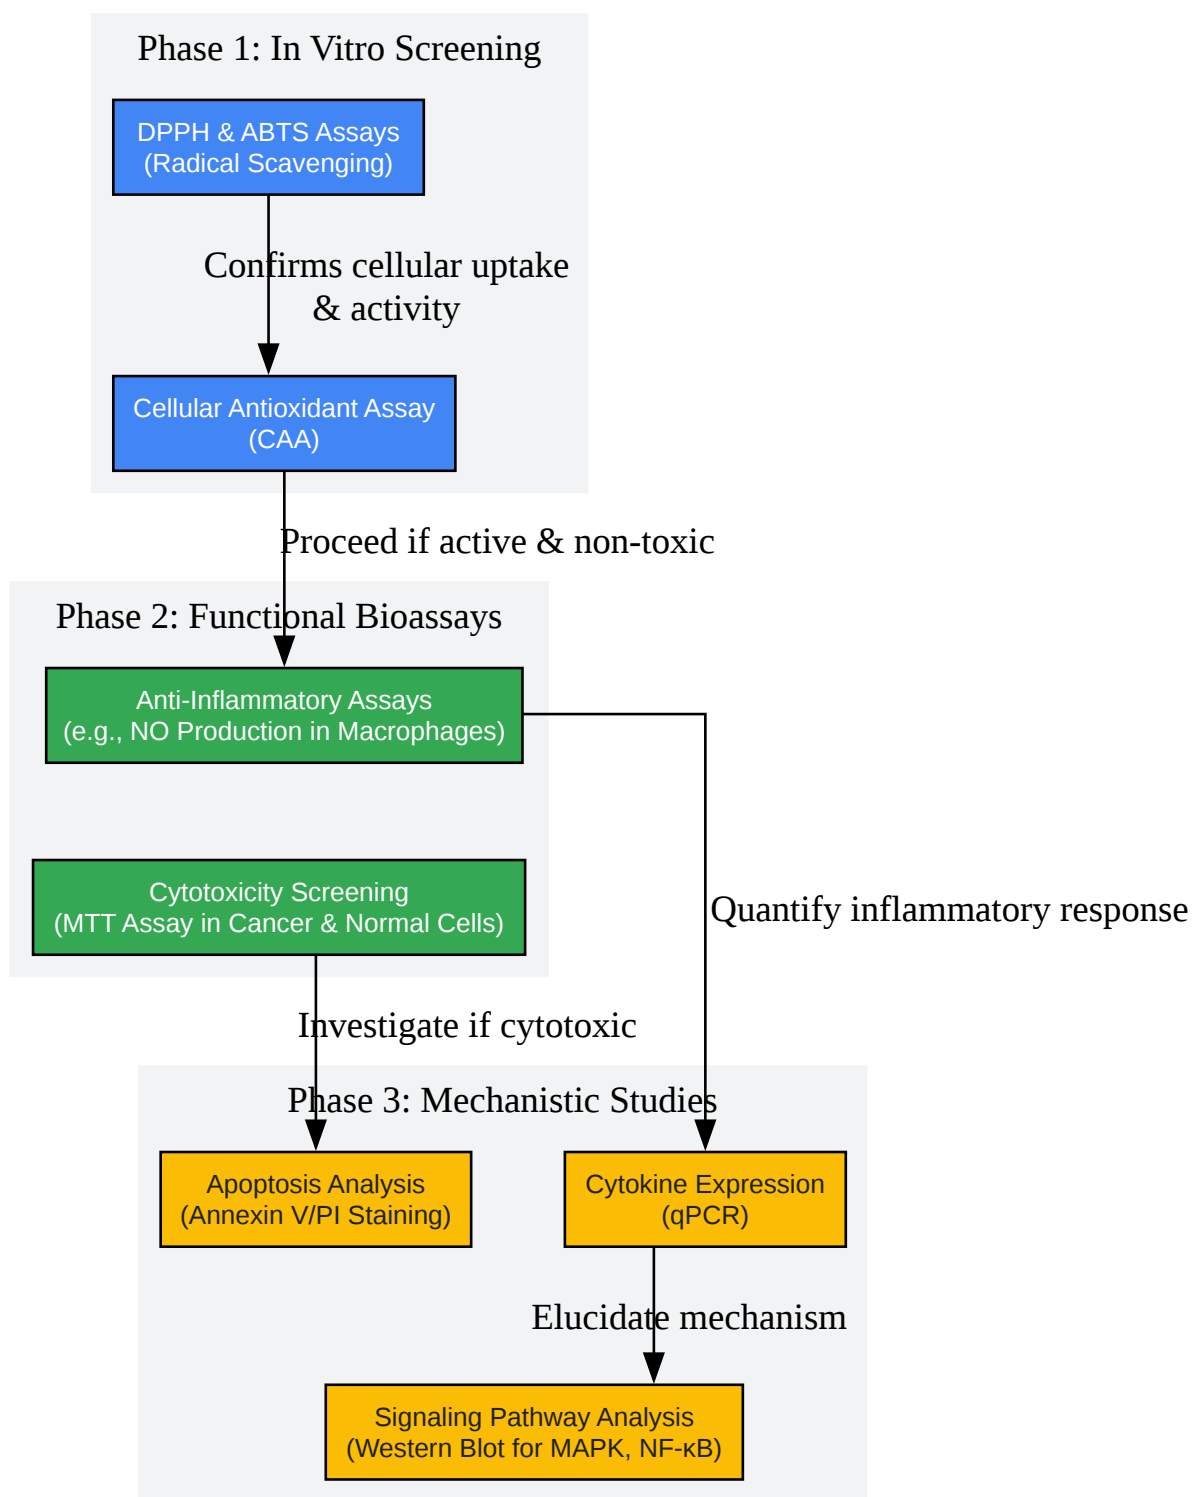 Phase 1: In Vitro Screening
DPPH & ABTS Assays
(Radical Scavenging)
Confirms cellular uptake
& activity
Cellular Antioxidant Assay
(CAA)
Proceed if active & non-toxic
Phase 2: Functional Bioassays
Anti-Inflammatory Assays
(e.g., NO Production in Macrophages)
Cytotoxicity Screening
(MTT Assay in Cancer & Normal Cells)
Quantify inflammatory response
Investigate if cytotoxic
Phase 3: Mechanistic Studies
Apoptosis Analysis
(Annexin V/PI Staining)
Cytokine Expression
(qPCR)
Elucidate mechanism
Signaling Pathway Analysis
(Western Blot for MAPK, NF-κB)